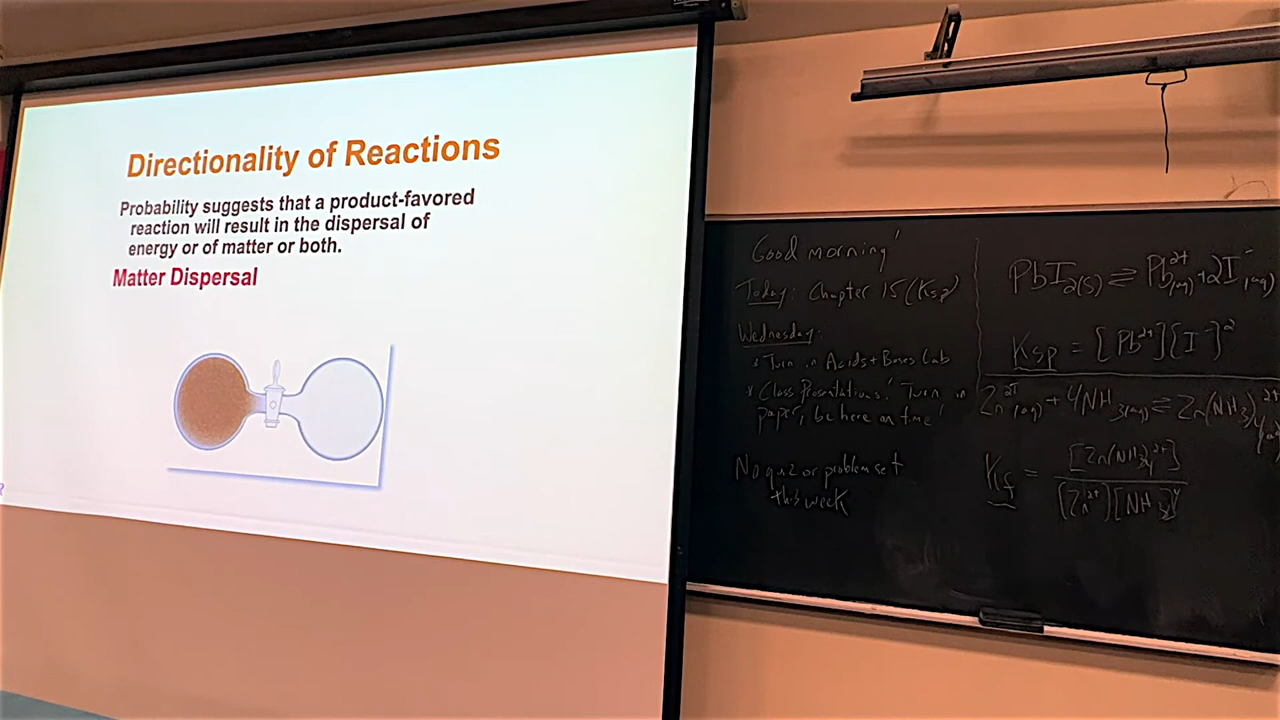 Directionality of Reactions
Probability suggests that a product-favored
reaction will result in the dispersal of
energy or of matter or both.
Matter Dispersal
Good morning!
Today: Chapter 15 (Ksp)
Wednesday:
* Turn in Acids + Bases Lab
* Class Presentations! Turn in
paper, be here on time!
No quiz or problem set
this week
PbI₂(s) ⇌ Pb²⁺(aq) + 2I⁻(aq)
Ksp = [Pb²⁺][I⁻]²
Zn²⁺(aq) + 4NH₃(aq) ⇌ Zn(NH₃)₄²⁺(aq)
Kf = [Zn(NH₃)₄²⁺]
[Zn²⁺][NH₃]⁴